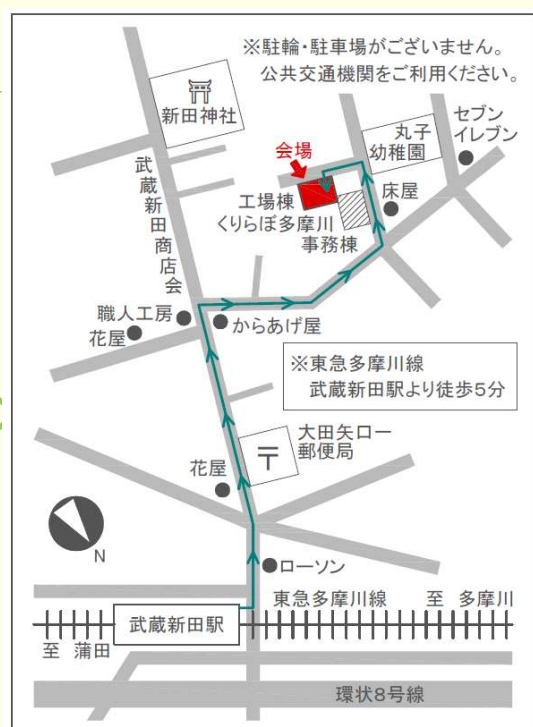 ※駐輪・駐車場がございません。
公共交通機関をご利用ください。
新田神社
セブン
イレブン
丸子
幼稚園
会場
床屋
工場棟
くりらぼ多摩川
事務棟
武蔵新田商店会
職人工房
花屋
からあげ屋
※東急多摩川線
武蔵新田駅より徒歩5分
大田矢口一
郵便局
〒
花屋
N
ローソン
東急多摩川線
至 多摩川
武蔵新田駅
至 蒲田
環状8号線